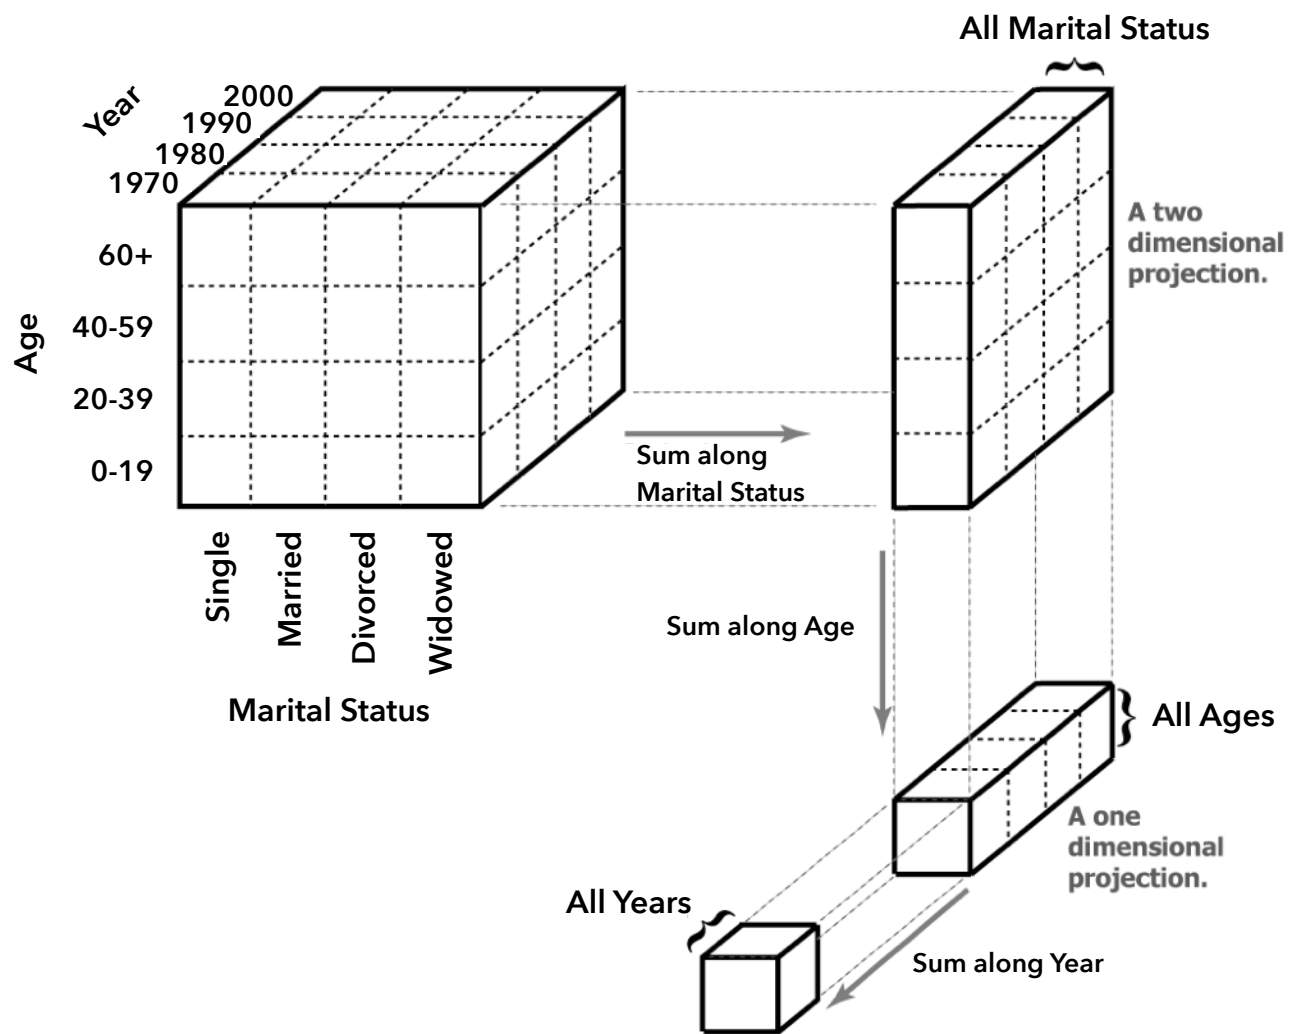 All Marital Status
Year
2000
1990
1980
1970
A two
dimensional
projection.
Age
60+
40-59
20-39
0-19
Sum along
Marital Status
Single
Married
Divorced
Widowed
Marital Status
Sum along Age
All Ages
A one
dimensional
projection.
All Years
Sum along Year